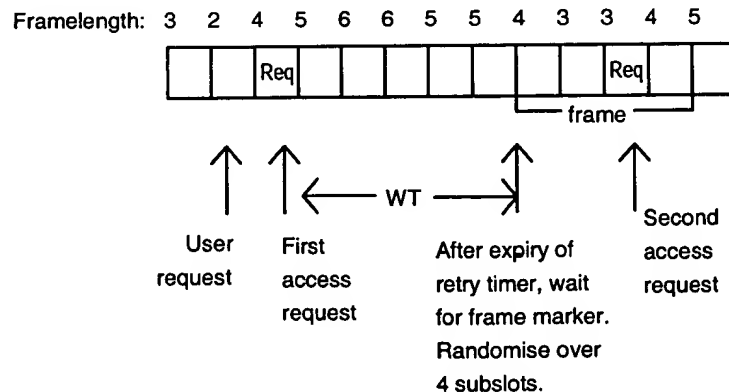 Framelength: 3 2 4 5 6 6 5 5 4 3 3 4 5
Req Req
frame
WT
User
request
First
access
request
After expiry of
retry timer, wait
for frame marker.
Randomise over
4 subslots.
Second
access
request